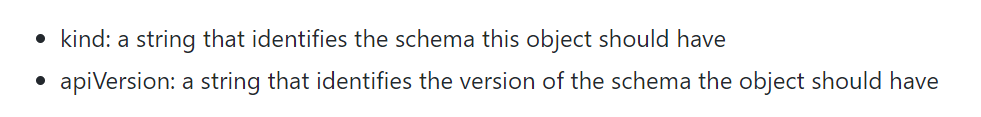 • kind: a string that identifies the schema this object should have
• apiVersion: a string that identifies the version of the schema the object should have